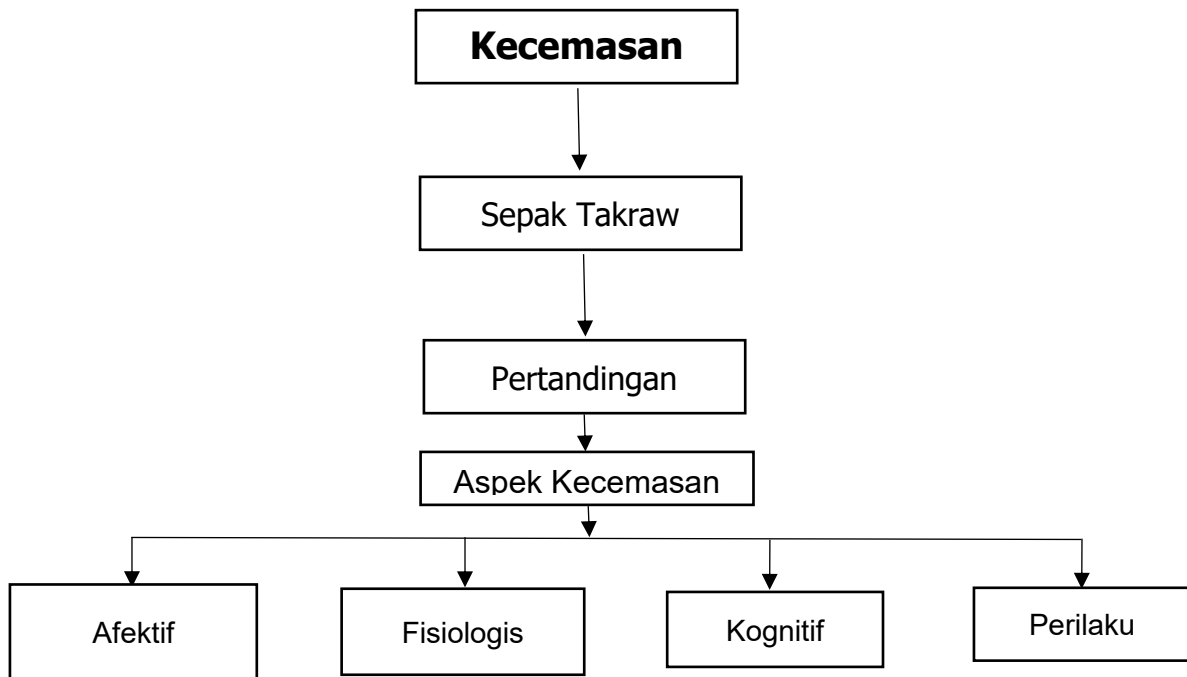 Kecemasan
Sepak Takraw
Pertandingan
Aspek Kecemasan
Afektif
Fisiologis
Kognitif
Perilaku